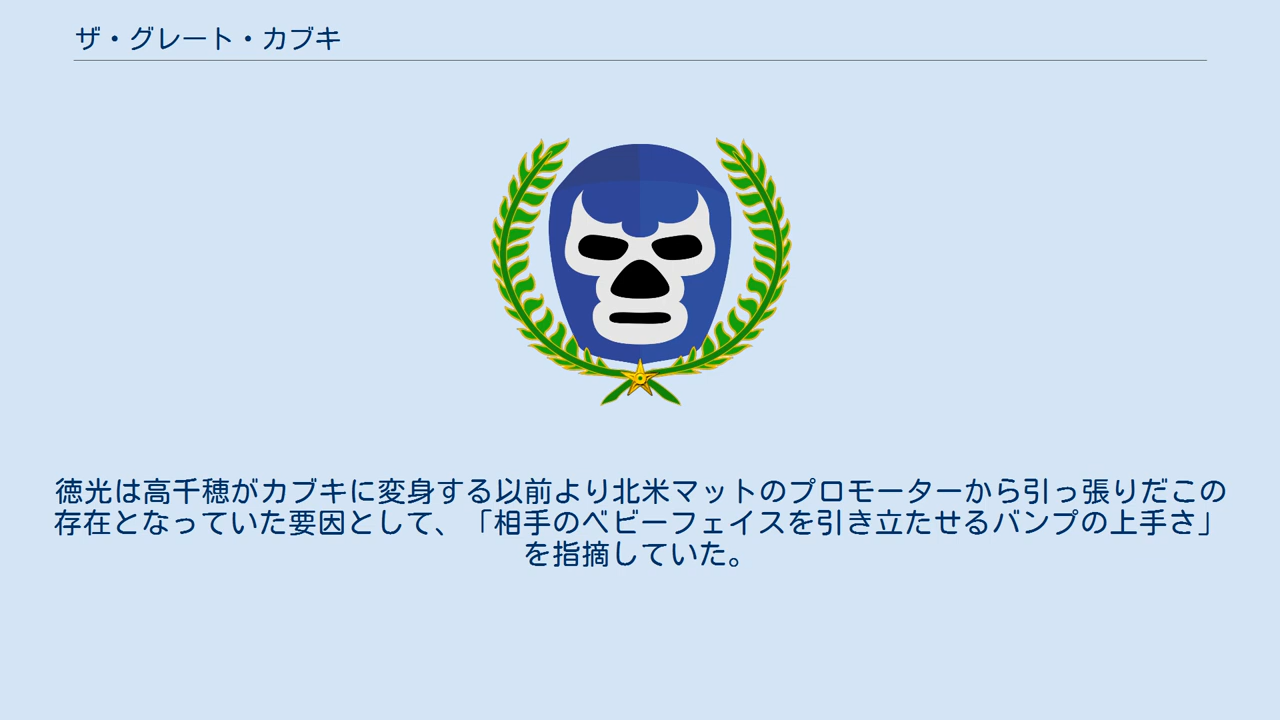 ザ・グレート・カブキ
徳光は高千穂がカブキに変身する以前より北米マットのプロモーターから引っ張りだこの
存在となっていた要因として、「相手のベビーフェイスを引き立たせるバンプの上手さ」
を指摘していた。